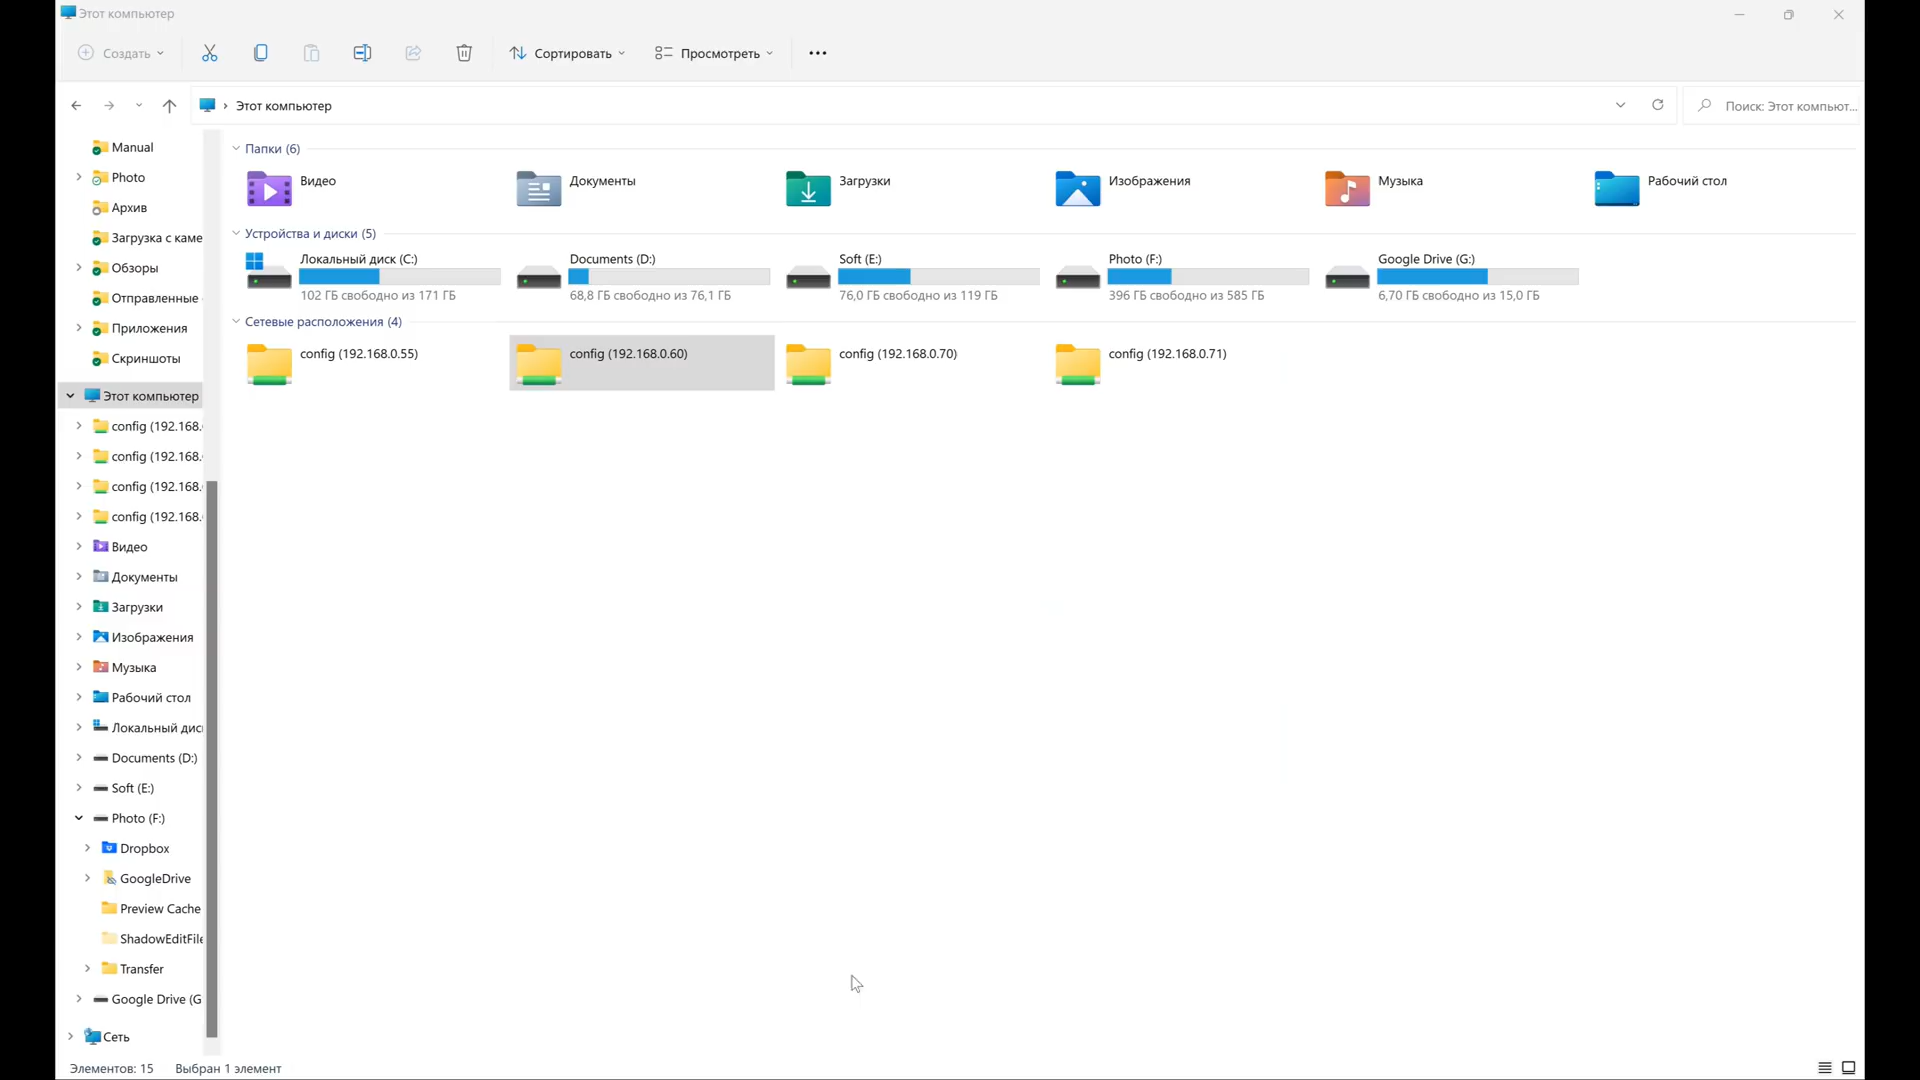 Этот компьютер
Создать
Сортировать
Просмотреть
Этот компьютер
Поиск: Этот компьют...
Manual
Photo
Архив
Загрузка с каме
Обзоры
Отправленные
Приложения
Скриншоты
Этот компьютер
config (192.168.
config (192.168.
config (192.168.
config (192.168.
Видео
Документы
Загрузки
Изображения
Музыка
Рабочий стол
Локальный дис
Documents (D:)
Soft (E:)
Photo (F:)
Dropbox
GoogleDrive
Preview Cache
ShadowEditFile
Transfer
Google Drive (G
Сеть
Папки (6)
Видео
Документы
Загрузки
Изображения
Музыка
Рабочий стол
Устройства и диски (5)
Локальный диск (C:)
102 ГБ свободно из 171 ГБ
Documents (D:)
68,8 ГБ свободно из 76,1 ГБ
Soft (E:)
76,0 ГБ свободно из 119 ГБ
Photo (F:)
396 ГБ свободно из 585 ГБ
Google Drive (G:)
6,70 ГБ свободно из 15,0 ГБ
Сетевые расположения (4)
config (192.168.0.55)
config (192.168.0.60)
config (192.168.0.70)
config (192.168.0.71)
Элементов: 15
Выбран 1 элемент